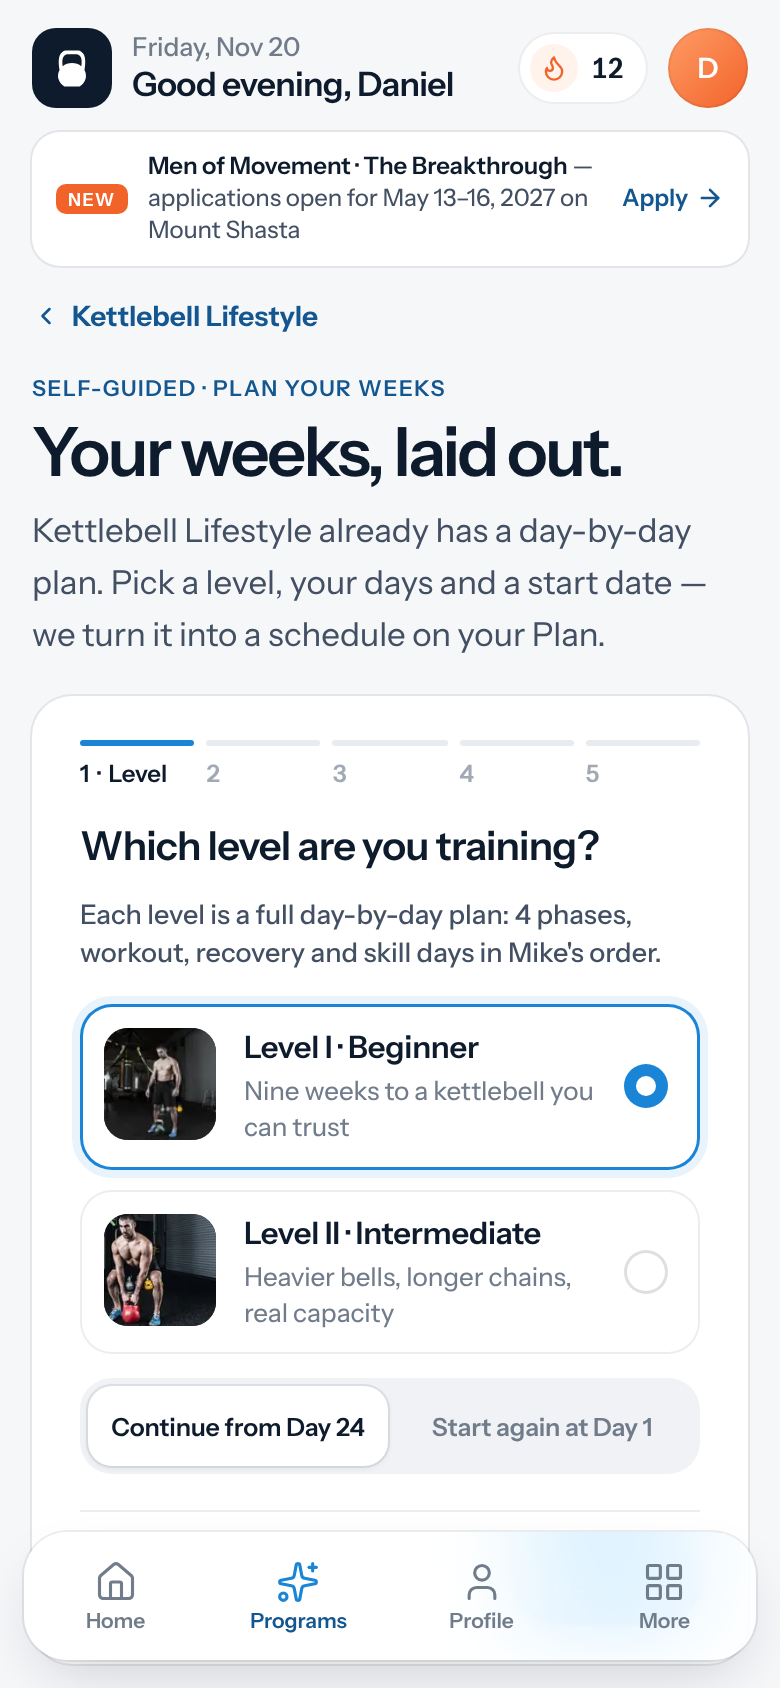 Friday, Nov 20
Good evening, Daniel
12
D
NEW
Men of Movement · The Breakthrough —
applications open for May 13–16, 2027 on
Mount Shasta
Apply →
Kettlebell Lifestyle
SELF-GUIDED · PLAN YOUR WEEKS
Your weeks, laid out.
Kettlebell Lifestyle already has a day-by-day
plan. Pick a level, your days and a start date —
we turn it into a schedule on your Plan.
1 · Level 2 3 4 5
Which level are you training?
Each level is a full day-by-day plan: 4 phases,
workout, recovery and skill days in Mike's order.
Level I · Beginner
Nine weeks to a kettlebell you
can trust
Level II · Intermediate
Heavier bells, longer chains,
real capacity
Continue from Day 24 Start again at Day 1
Home Programs Profile More